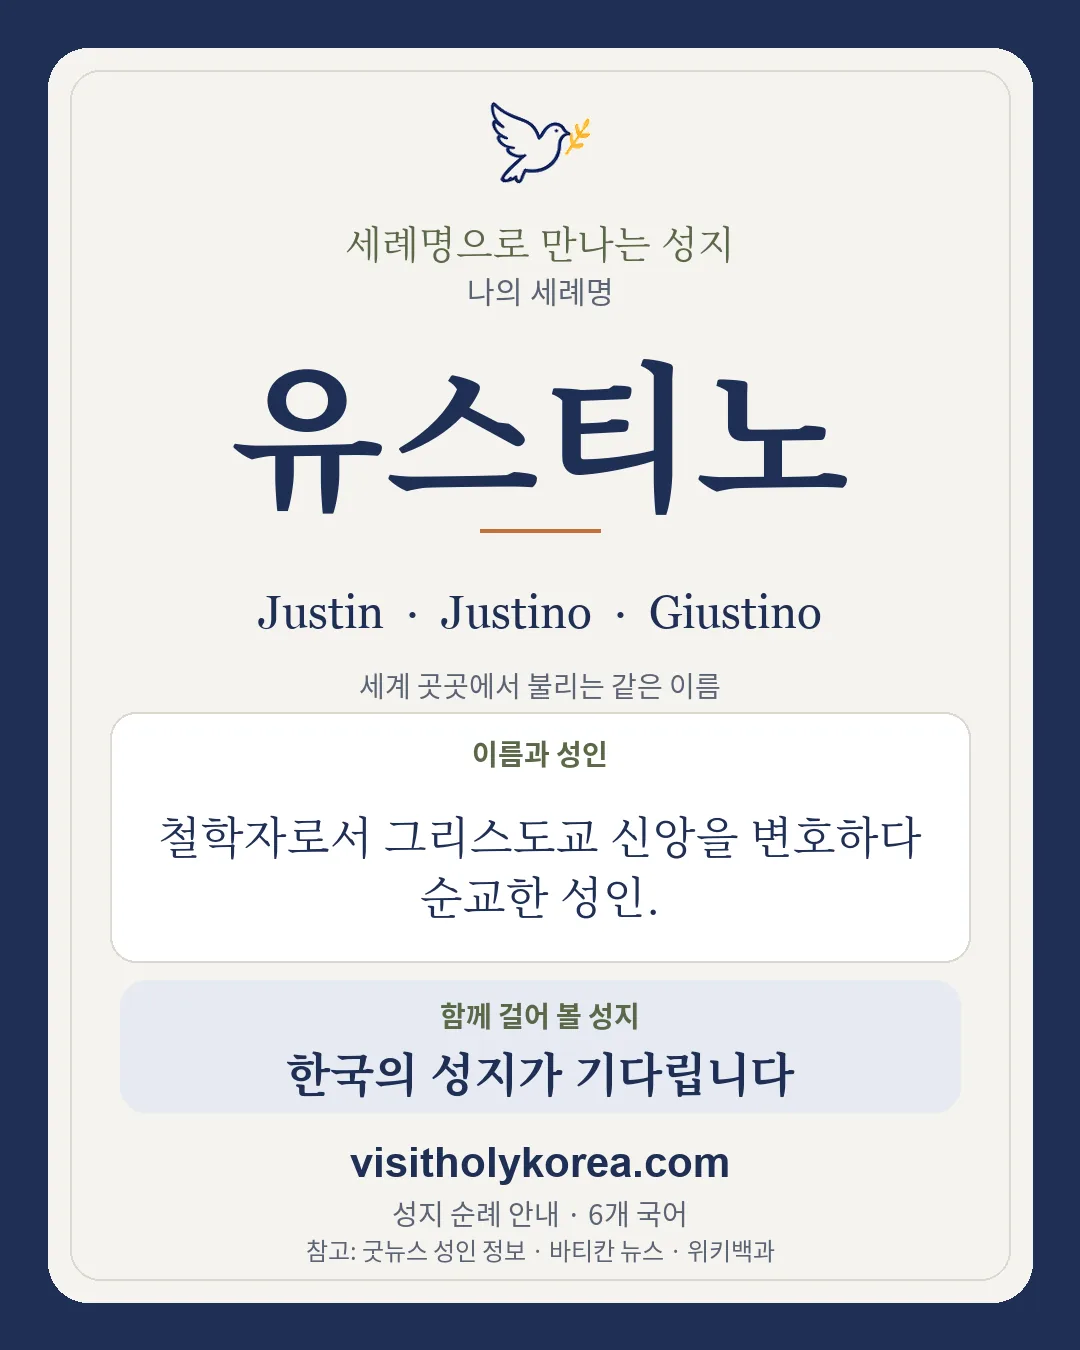 세례명으로 만나는 성지
나의 세례명
유스티노
Justin · Justino · Giustino
세계 곳곳에서 불리는 같은 이름
이름과 성인
철학자로서 그리스도교 신앙을 변호하다
순교한 성인.
함께 걸어 볼 성지
한국의 성지가 기다립니다
visitholykorea.com
성지 순례 안내 · 6개 국어
참고: 굿뉴스 성인 정보 · 바티칸 뉴스 · 위키백과